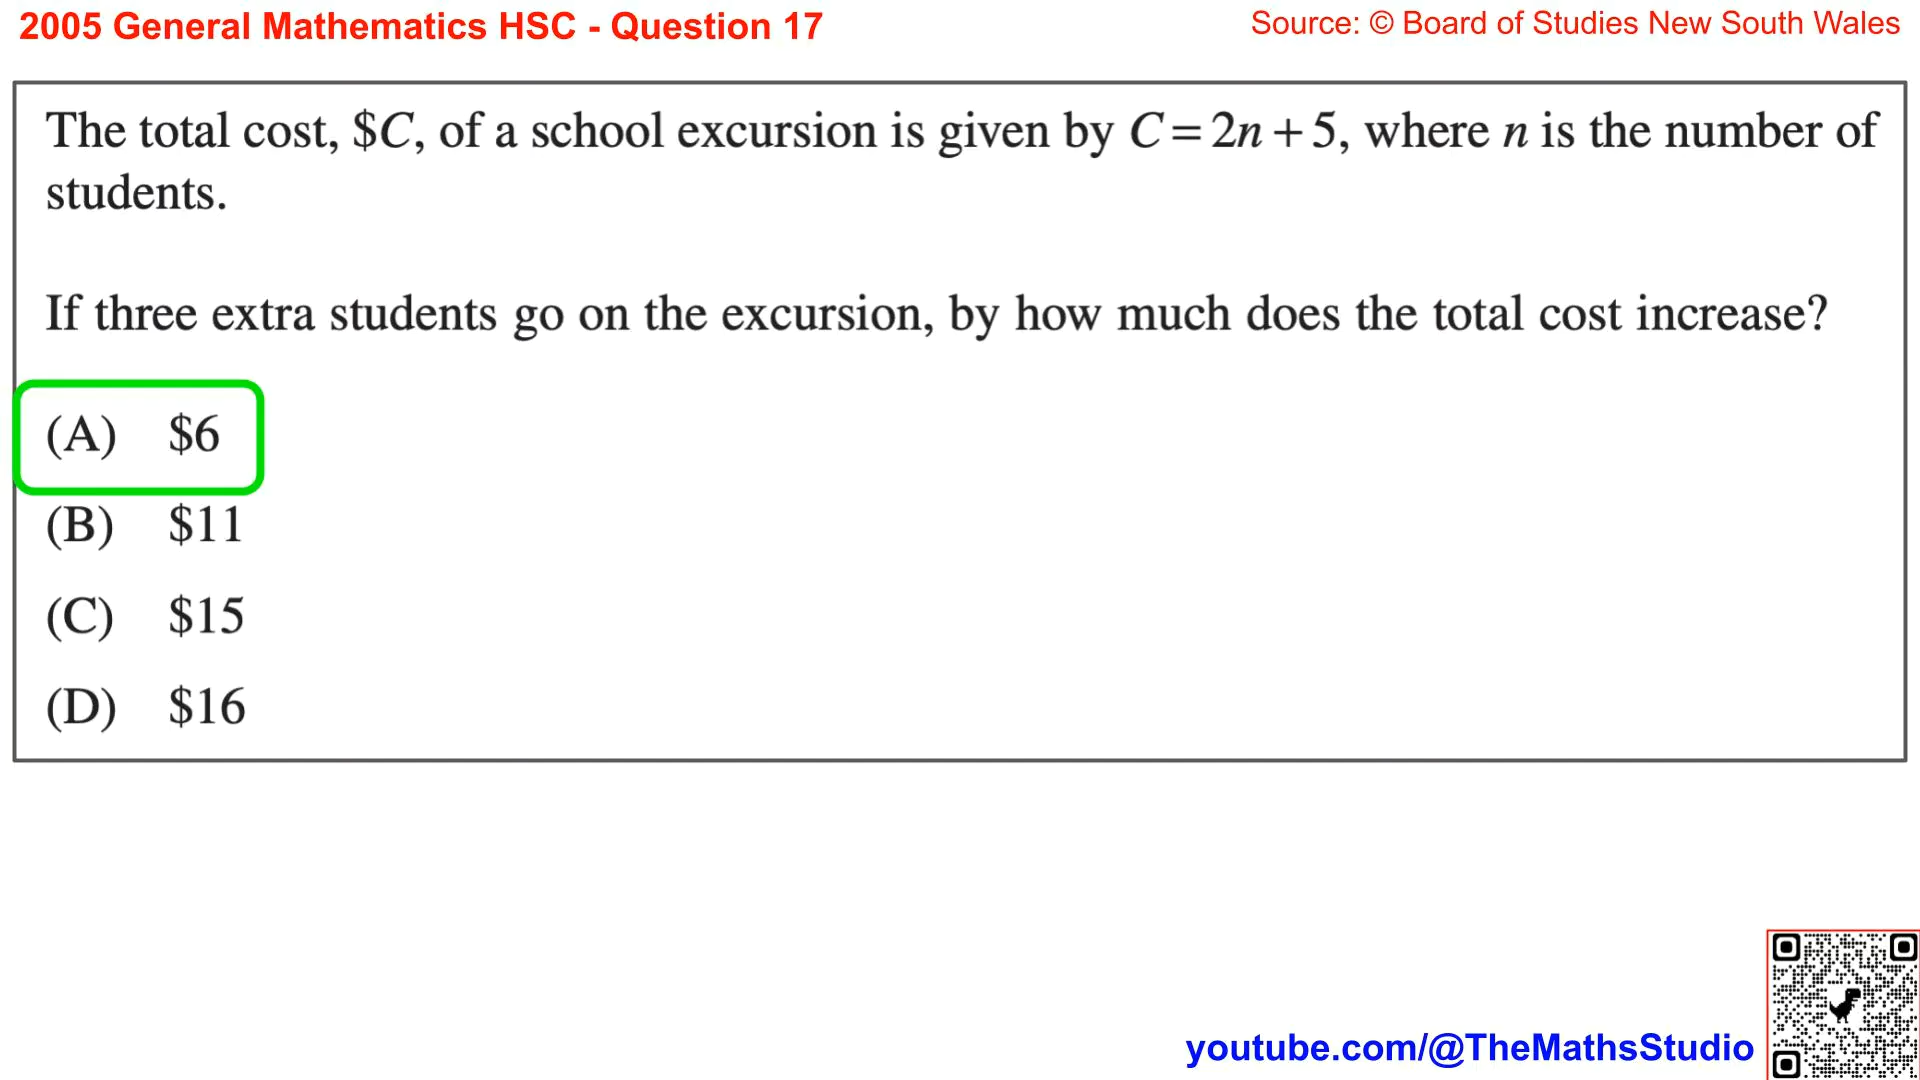 2005 General Mathematics HSC - Question 17
Source: © Board of Studies New South Wales
The total cost, $C, of a school excursion is given by C = 2n + 5, where n is the number of
students.
If three extra students go on the excursion, by how much does the total cost increase?
(A) $6
(B) $11
(C) $15
(D) $16
youtube.com/@TheMathsStudio